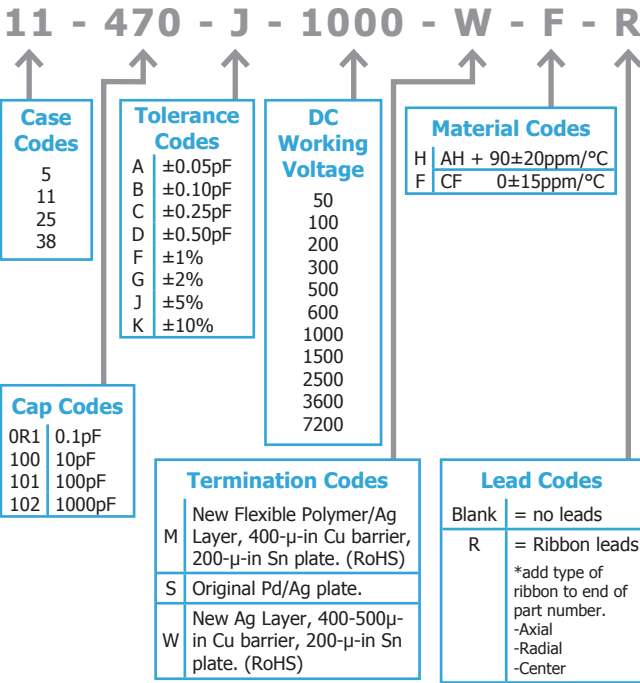 11 - 470 - J - 1000 - W - F - R
Case
Codes
5
11
25
38
Tolerance
Codes
A ±0.05pF
B ±0.10pF
C ±0.25pF
D ±0.50pF
F ±1%
G ±2%
J ±5%
K ±10%
DC
Working
Voltage
50
100
200
300
500
600
1000
1500
2500
3600
7200
Material Codes
H AH + 90±20ppm/°C
F CF 0±15ppm/°C
Cap Codes
0R1 0.1pF
100 10pF
101 100pF
102 1000pF
Termination Codes
M New Flexible Polymer/Ag
Layer, 400-µ-in Cu barrier,
200-µ-in Sn plate. (RoHS)
S Original Pd/Ag plate.
W New Ag Layer, 400-500µ-
in Cu barrier, 200-µ-in Sn
plate. (RoHS)
Lead Codes
Blank = no leads
R = Ribbon leads
*add type of
ribbon to end of
part number.
-Axial
-Radial
-Center